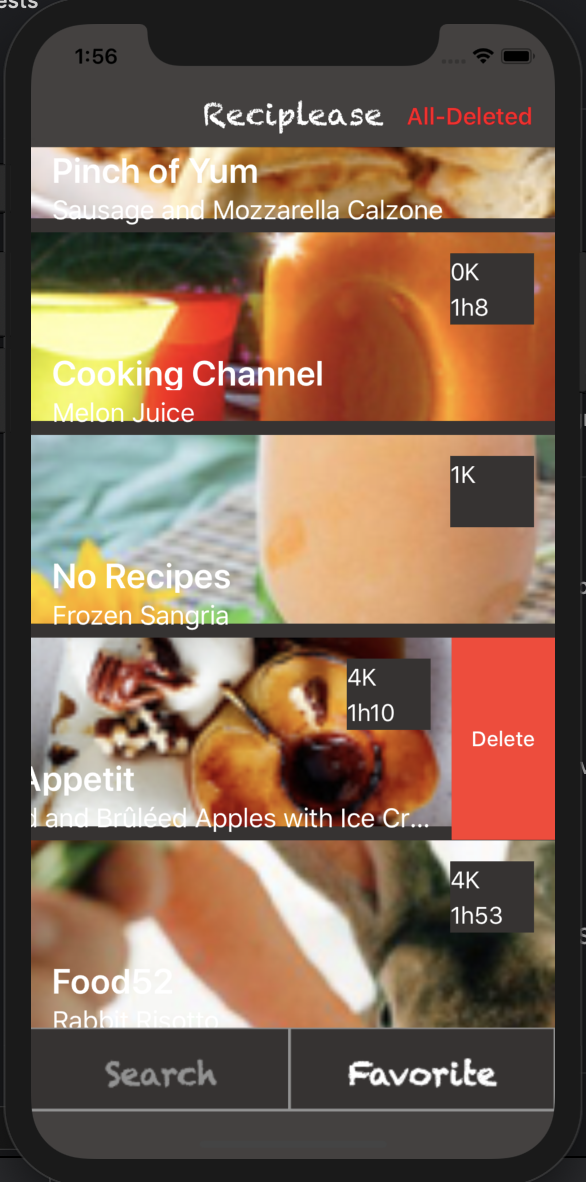 ests
1:56
Reciplease
All-Deleted
Pinch of Yum
Sausage and Mozzarella Calzone
0K
1h8
Cooking Channel
Melon Juice
1K
No Recipes
Frozen Sangria
4K
1h10
Appetit
d and Brûléed Apples with Ice Cr...
Delete
4K
1h53
Food52
Rabbit Risotto
Search
Favorite